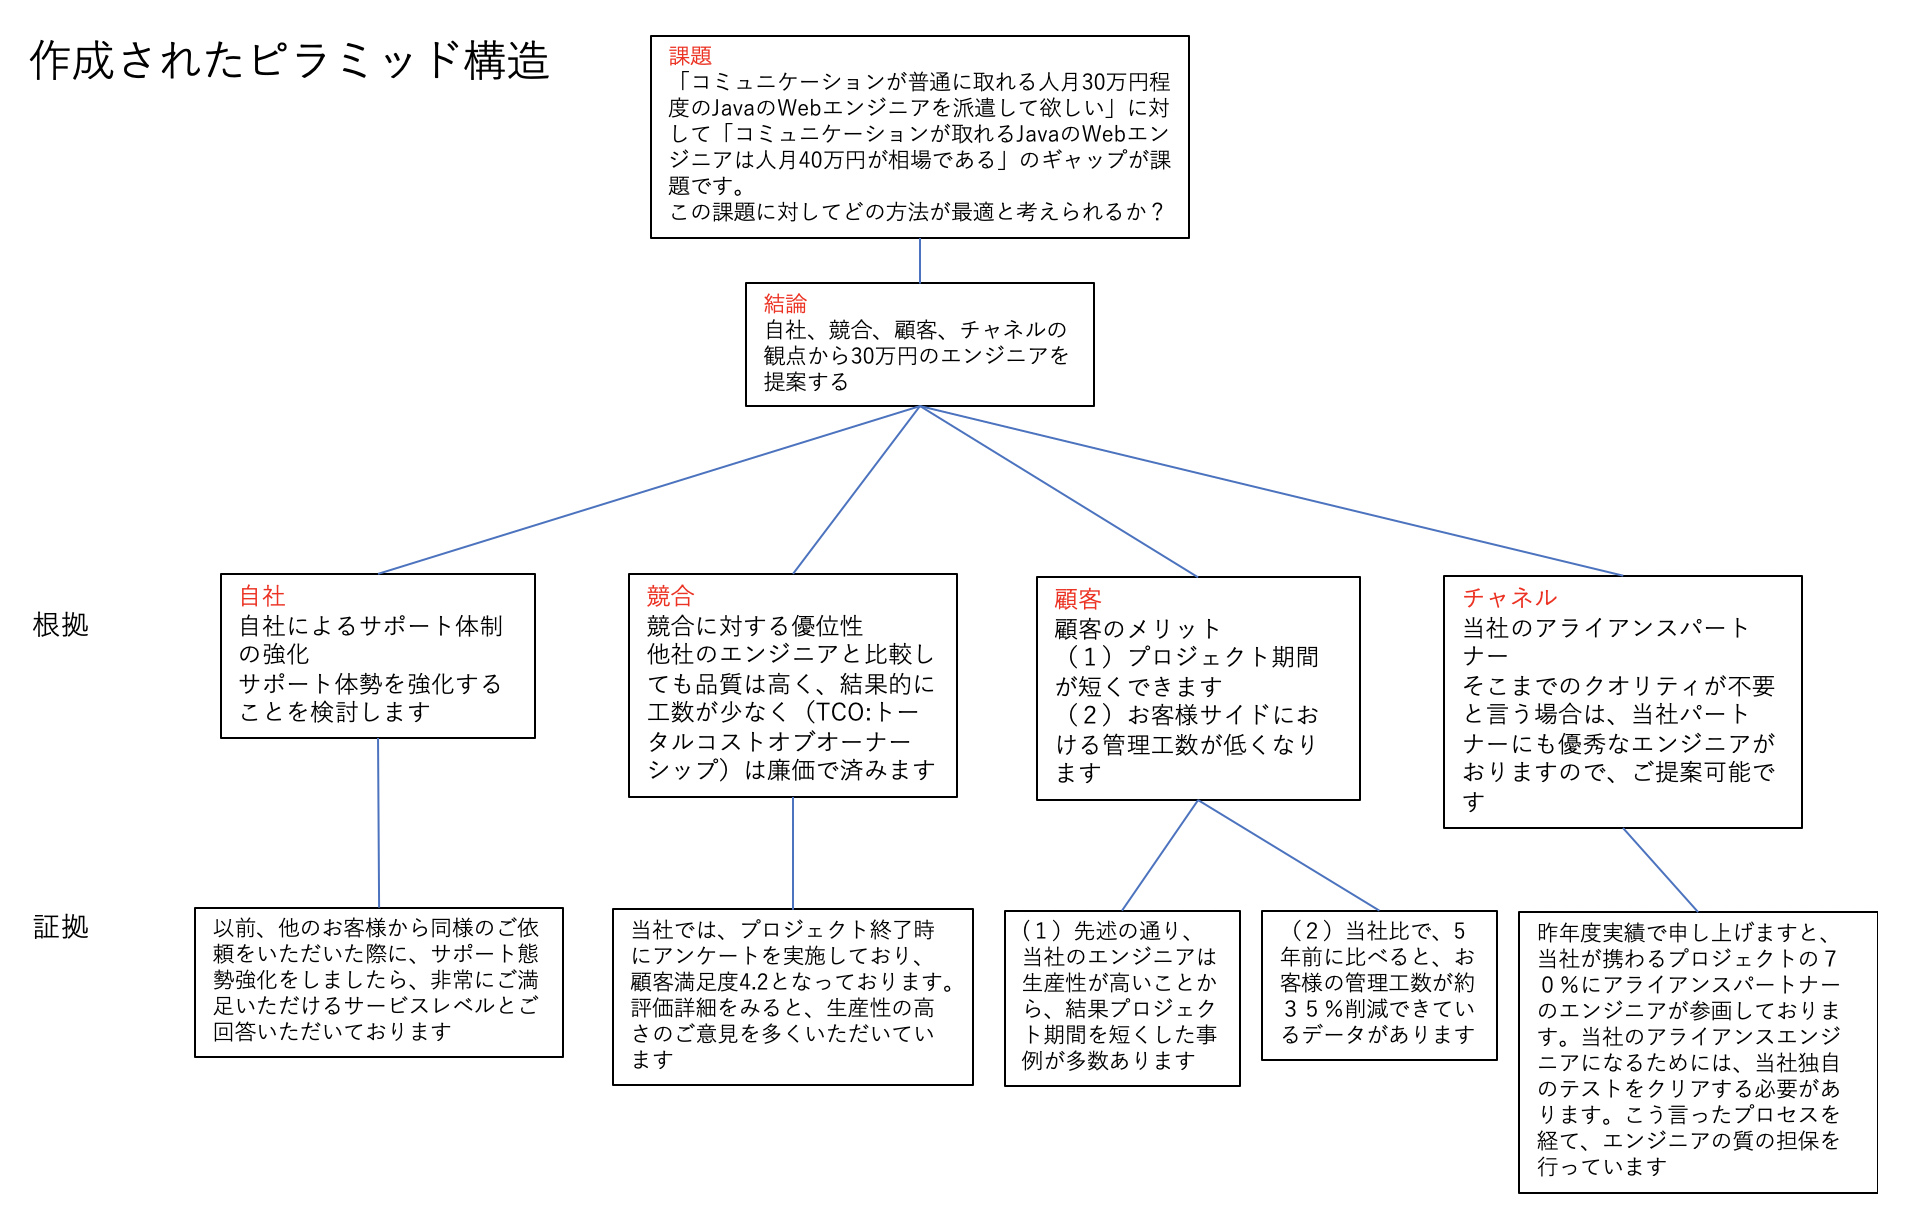 作成されたピラミッド構造
課題
「コミュニケーションが普通に取れる人月30万円程
度のJavaのWebエンジニアを派遣して欲しい」に対
して「コミュニケーションが取れるJavaのWebエン
ジニアは人月40万円が相場である」のギャップが課
題です。
この課題に対してどの方法が最適と考えられるか？
結論
自社、競合、顧客、チャネルの
観点から30万円のエンジニアを
提案する
根拠
自社
自社によるサポート体制
の強化
サポート体勢を強化する
ことを検討します
競合
競合に対する優位性
他社のエンジニアと比較し
ても品質は高く、結果的に
工数が少なく（TCO:トー
タルコストオブオーナー
シップ）は廉価で済みます
顧客
顧客のメリット
（１）プロジェクト期間
が短くできます
（２）お客様サイドにお
ける管理工数が低くなり
ます
チャネル
当社のアライアンスパート
ナー
そこまでのクオリティが不要
と言う場合は、当社パート
ナーにも優秀なエンジニアが
おりますので、ご提案可能で
す
証拠
以前、他のお客様から同様のご依
頼をいただいた際に、サポート態
勢強化をしましたら、非常にご満
足いただけるサービスレベルとご
回答いただいております
当社では、プロジェクト終了時
にアンケートを実施しており、
顧客満足度4.2となっております。
評価詳細をみると、生産性の高
さのご意見を多くいただいてい
ます
（１）先述の通り、
当社のエンジニアは
生産性が高いことか
ら、結果プロジェク
ト期間を短くした事
例が多数あります
（２）当社比で、5
年前に比べると、お
客様の管理工数が約
３５％削減できてい
るデータがあります
昨年度実績で申し上げますと、
当社が携わるプロジェクトの７
０％にアライアンスパートナー
のエンジニアが参画しておりま
す。当社のアライアンスエンジ
ニアになるためには、当社独自
のテストをクリアする必要があ
ります。こう言ったプロセスを
経て、エンジニアの質の担保を
行っています